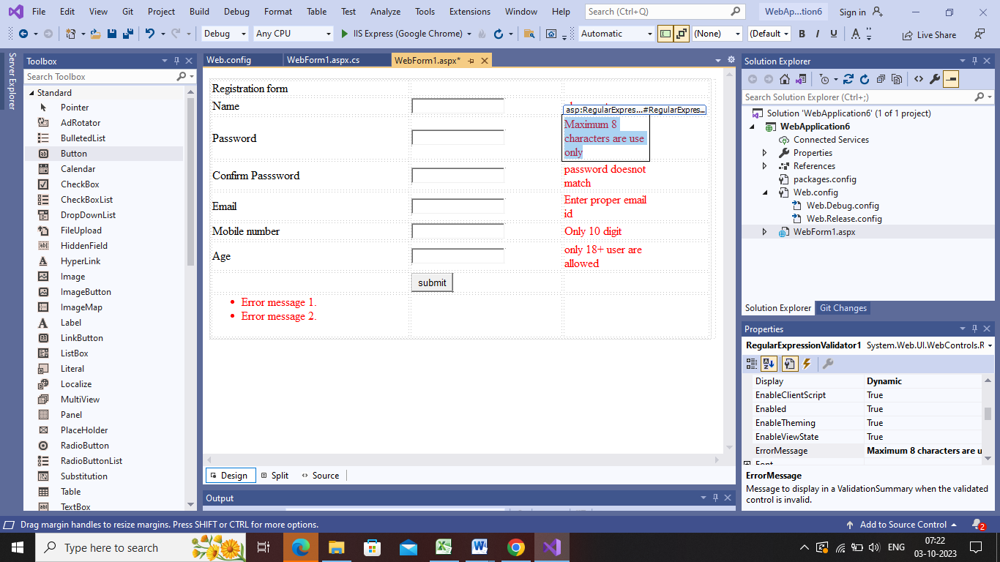 File Edit View Git Project Build Debug Format Table Test Analyze Tools Extensions Window Help Search (Ctrl+Q) WebAp...tion6 Sign in
Debug Any CPU IIS Express (Google Chrome) Automatic (None) (Default B I U A Live Share
Server Explorer
Toolbox
Search Toolbox
Standard
Pointer
AdRotator
BulletedList
Button
Calendar
CheckBox
CheckBoxList
DropDownList
FileUpload
HiddenField
HyperLink
Image
ImageButton
ImageMap
Label
LinkButton
ListBox
Literal
Localize
MultiView
Panel
PlaceHolder
RadioButton
RadioButtonList
Substitution
Table
TextBox
Web.config WebForm1.aspx.cs WebForm1.aspx*
Registration form
Name
asp:RegularExpres...#RegularExpres...
Password
Maximum 8
characters are use
only
Confirm Passsword
password doesnot
match
Email
Enter proper email
id
Mobile number
Only 10 digit
Age
only 18+ user are
allowed
submit
Error message 1.
Error message 2.
Design Split Source
Output
Solution Explorer
Search Solution Explorer (Ctrl+;)
Solution 'WebApplication6' (1 of 1 project)
WebApplication6
Connected Services
Properties
References
packages.config
Web.config
Web.Debug.config
Web.Release.config
WebForm1.aspx
Solution Explorer Git Changes
Properties
RegularExpressionValidator1 System.Web.UI.WebControls.R
Display Dynamic
EnableClientScript True
Enabled True
EnableTheming True
EnableViewState True
ErrorMessage Maximum 8 characters are u
ErrorMessage
Message to display in a ValidationSummary when the validated
control is invalid.
Drag margin handles to resize margins. Press SHIFT or CTRL for more options. Add to Source Control 2
Type here to search ENG 07:22
03-10-2023